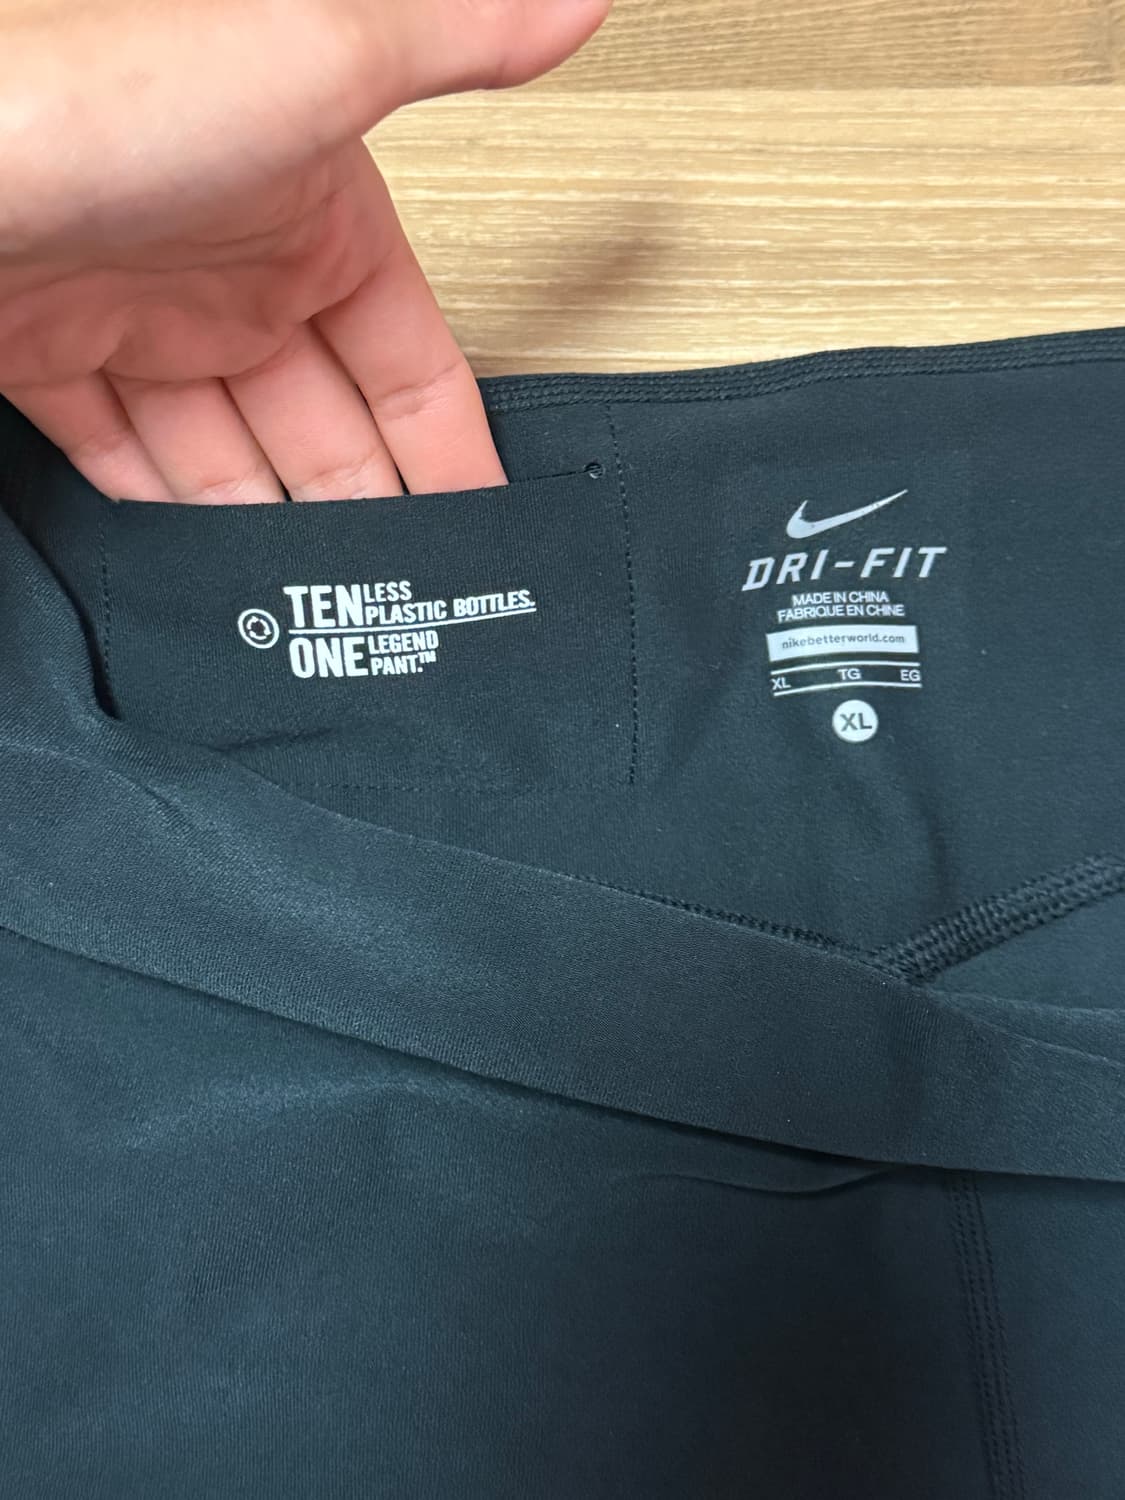 TEN LESS
PLASTIC BOTTLES.
ONE LEGEND
PANT.™
DRI-FIT
MADE IN CHINA
FABRIQUE EN CHINE
nikebetterworld.com
XL TG EG
XL